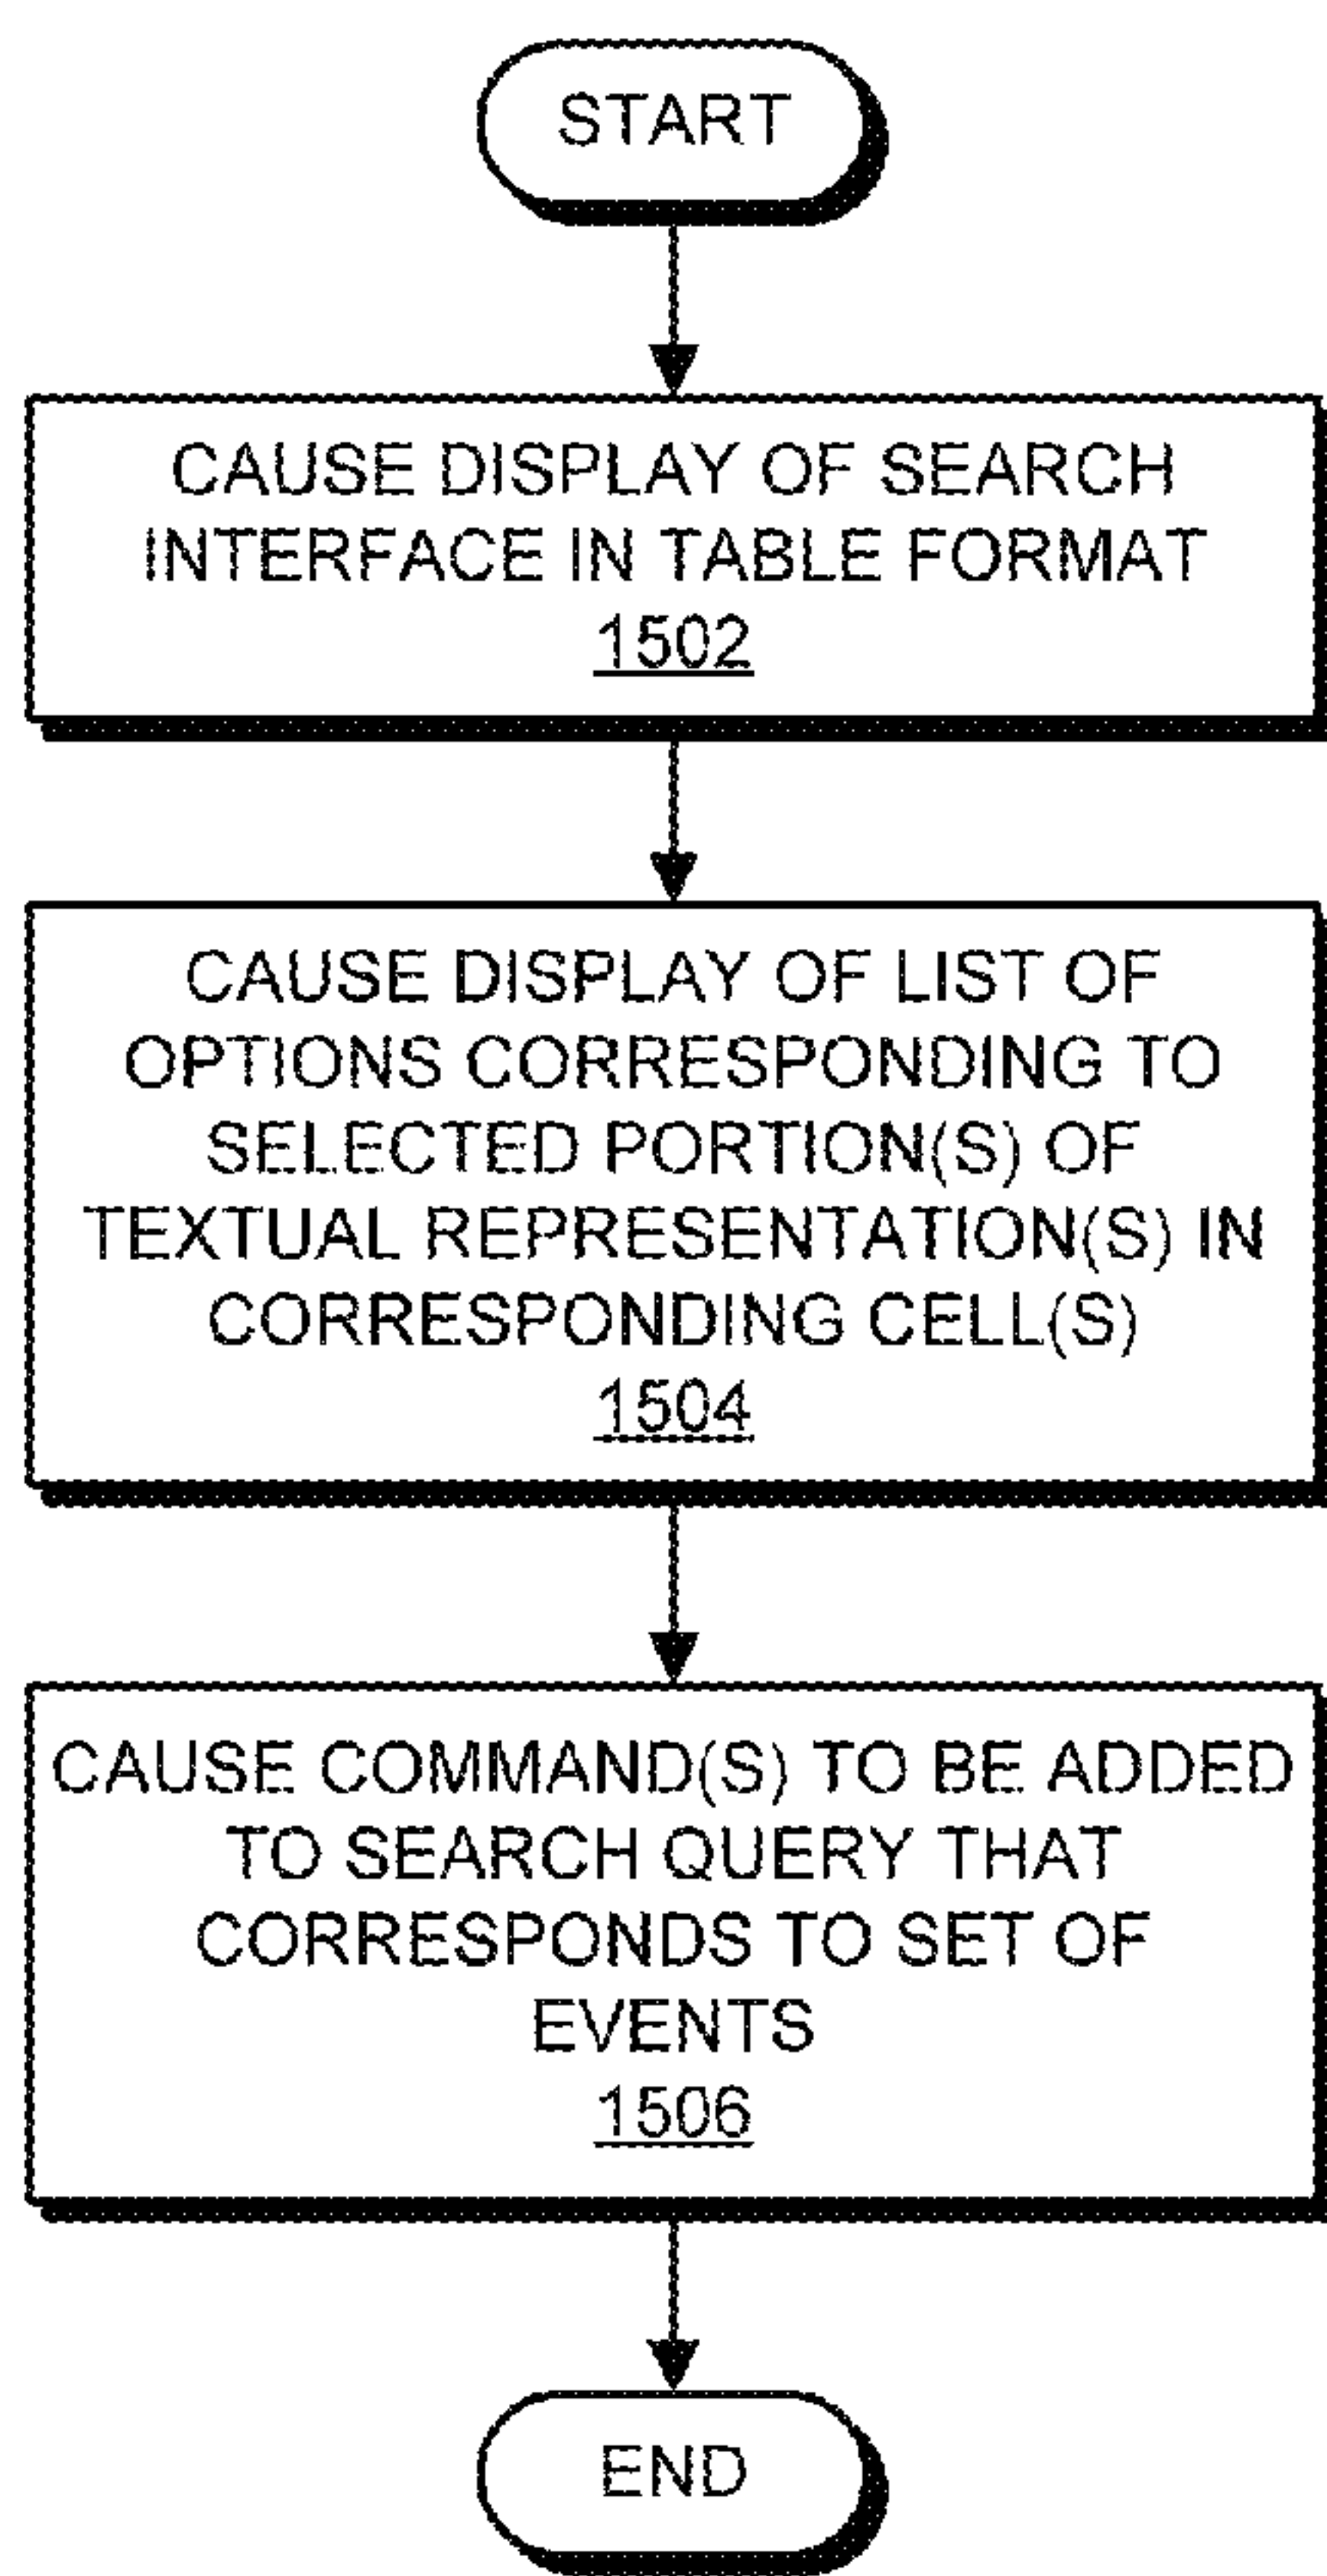 START
CAUSE DISPLAY OF SEARCH
INTERFACE IN TABLE FORMAT
1502
CAUSE DISPLAY OF LIST OF
OPTIONS CORRESPONDING TO
SELECTED PORTION(S) OF
TEXTUAL REPRESENTATION(S) IN
CORRESPONDING CELL(S)
1504
CAUSE COMMAND(S) TO BE ADDED
TO SEARCH QUERY THAT
CORRESPONDS TO SET OF
EVENTS
1506
END